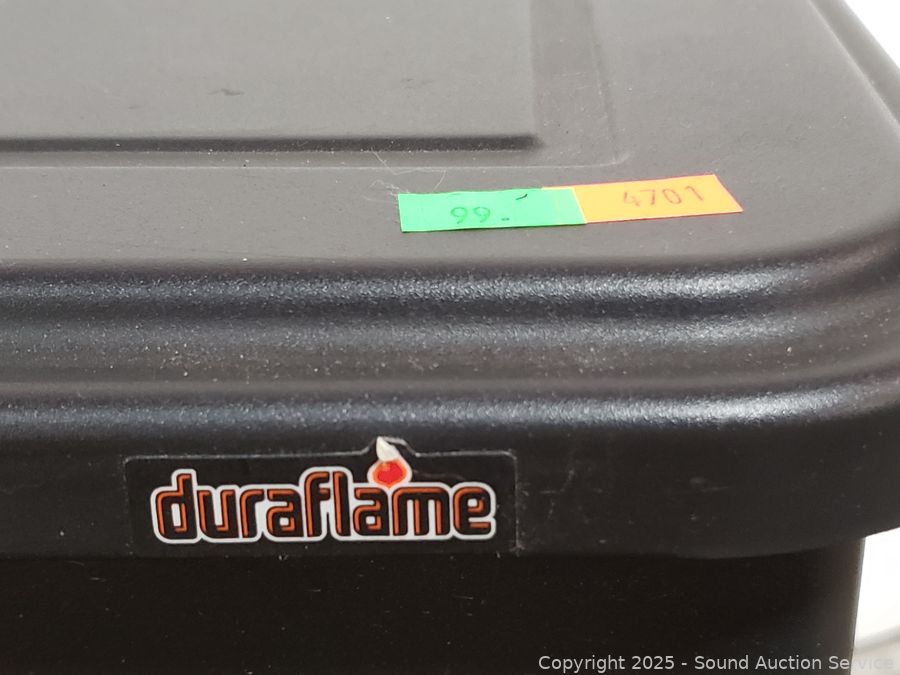 99.
4701
duraflame
Copyright 2025 - Sound Auction Service